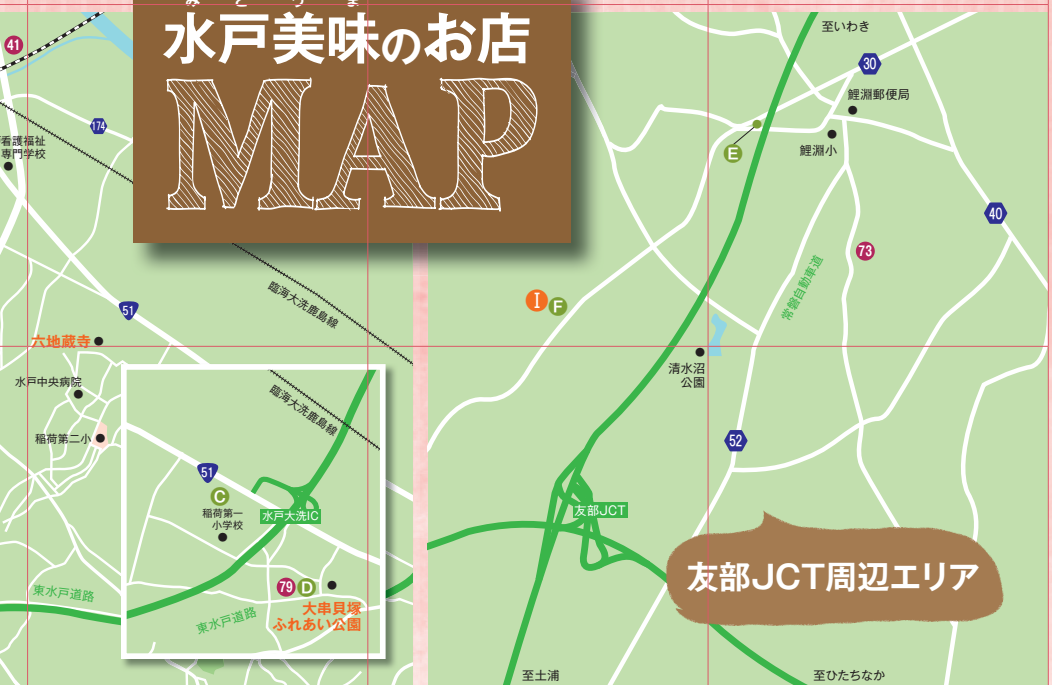 みとうま
水戸美味のお店
MAP
41
174
看護福祉
専門学校
51
六地蔵寺
水戸中央病院
稲荷第二小
臨海大洗鹿島線
臨海大洗鹿島線
51
C
稲荷第一
小学校
水戸大洗IC
79 D
大串貝塚
ふれあい公園
東水戸道路
東水戸道路
至いわき
30
鯉淵郵便局
鯉淵小
E
40
73
常磐自動車道
I F
清水沼
公園
52
友部JCT
友部JCT周辺エリア
至土浦
至ひたちなか